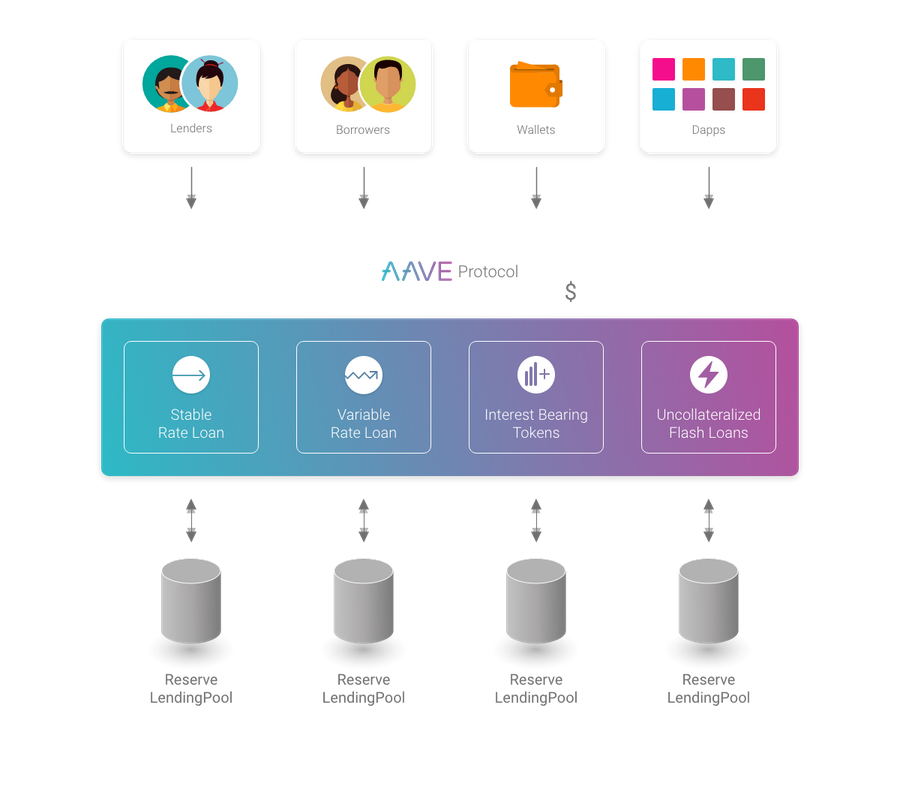 Lenders
Borrowers
Wallets
Dapps
AAVE Protocol
$
Stable
Rate Loan
Variable
Rate Loan
Interest Bearing
Tokens
Uncollateralized
Flash Loans
Reserve
LendingPool
Reserve
LendingPool
Reserve
LendingPool
Reserve
LendingPool